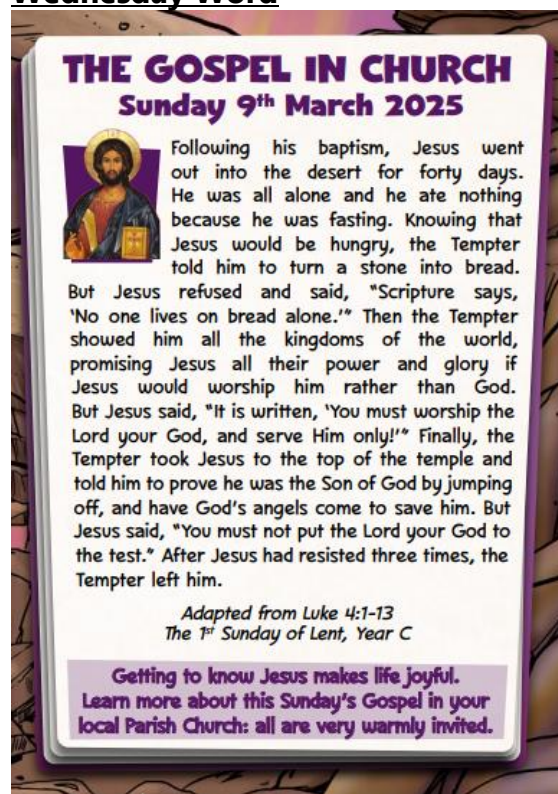 Wednesday Word
THE GOSPEL IN CHURCH
Sunday 9th March 2025
Following his baptism, Jesus went
out into the desert for forty days.
He was all alone and he ate nothing
because he was fasting. Knowing that
Jesus would be hungry, the Tempter
told him to turn a stone into bread.
But Jesus refused and said, "Scripture says,
'No one lives on bread alone.'" Then the Tempter
showed him all the kingdoms of the world,
promising Jesus all their power and glory if
Jesus would worship him rather than God.
But Jesus said, "It is written, 'You must worship the
Lord your God, and serve Him only!'" Finally, the
Tempter took Jesus to the top of the temple and
told him to prove he was the Son of God by jumping
off, and have God's angels come to save him. But
Jesus said, "You must not put the Lord your God to
the test." After Jesus had resisted three times, the
Tempter left him.
Adapted from Luke 4:1-13
The 1st Sunday of Lent, Year C
Getting to know Jesus makes life joyful.
Learn more about this Sunday's Gospel in your
local Parish Church: all are very warmly invited.